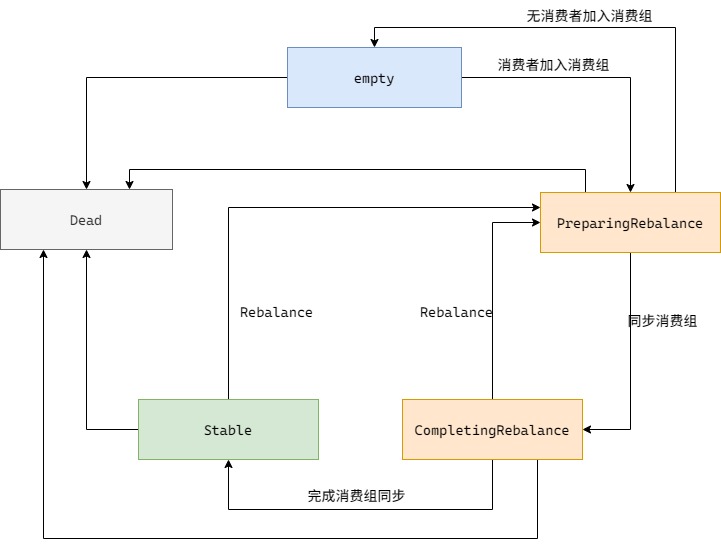 无消费者加入消费组
消费者加入消费组
empty
Dead
PreparingRebalance
Rebalance
Rebalance
同步消费组
Stable
CompletingRebalance
完成消费组同步